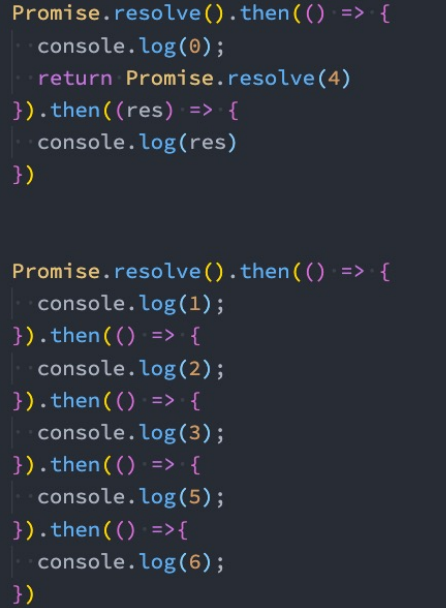 Promise.resolve().then(() => {
  console.log(0);
  return Promise.resolve(4)
}).then((res) => {
  console.log(res)
})
Promise.resolve().then(() => {
  console.log(1);
}).then(() => {
  console.log(2);
}).then(() => {
  console.log(3);
}).then(() => {
  console.log(5);
}).then(() =>{
  console.log(6);
})